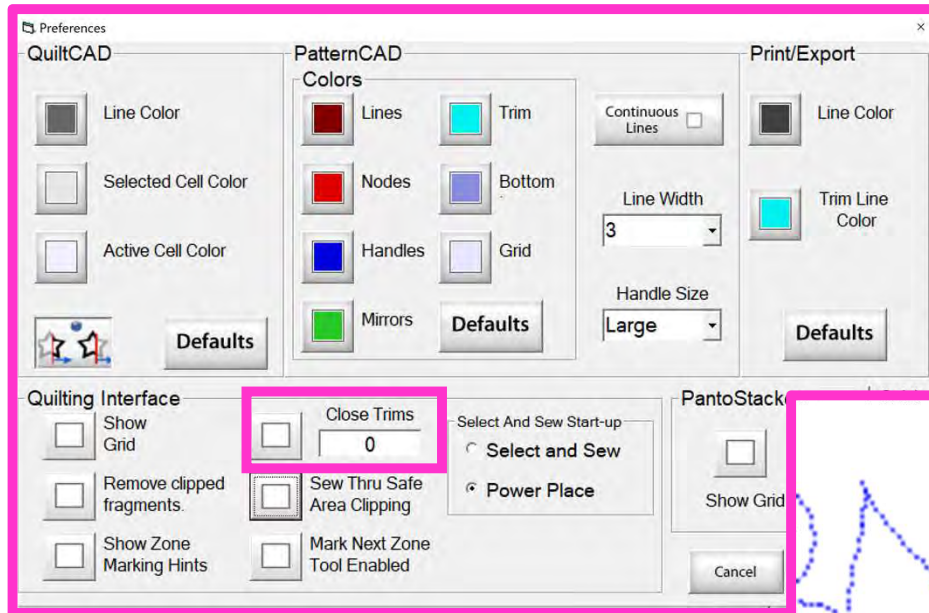 Preferences
QuiltCAD
Line Color
Selected Cell Color
Active Cell Color
Defaults
PatternCAD
Colors
Lines
Trim
Nodes
Bottom
Handles
Grid
Mirrors
Defaults
Continuous
Lines
Line Width
3
Handle Size
Large
Print/Export
Line Color
Trim Line
Color
Defaults
Quilting Interface
Show
Grid
Remove clipped
fragments.
Show Zone
Marking Hints
Close Trims
0
Sew Thru Safe
Area Clipping
Mark Next Zone
Tool Enabled
Select And Sew Start-up
Select and Sew
Power Place
PantoStacke
Show Grid
Cancel